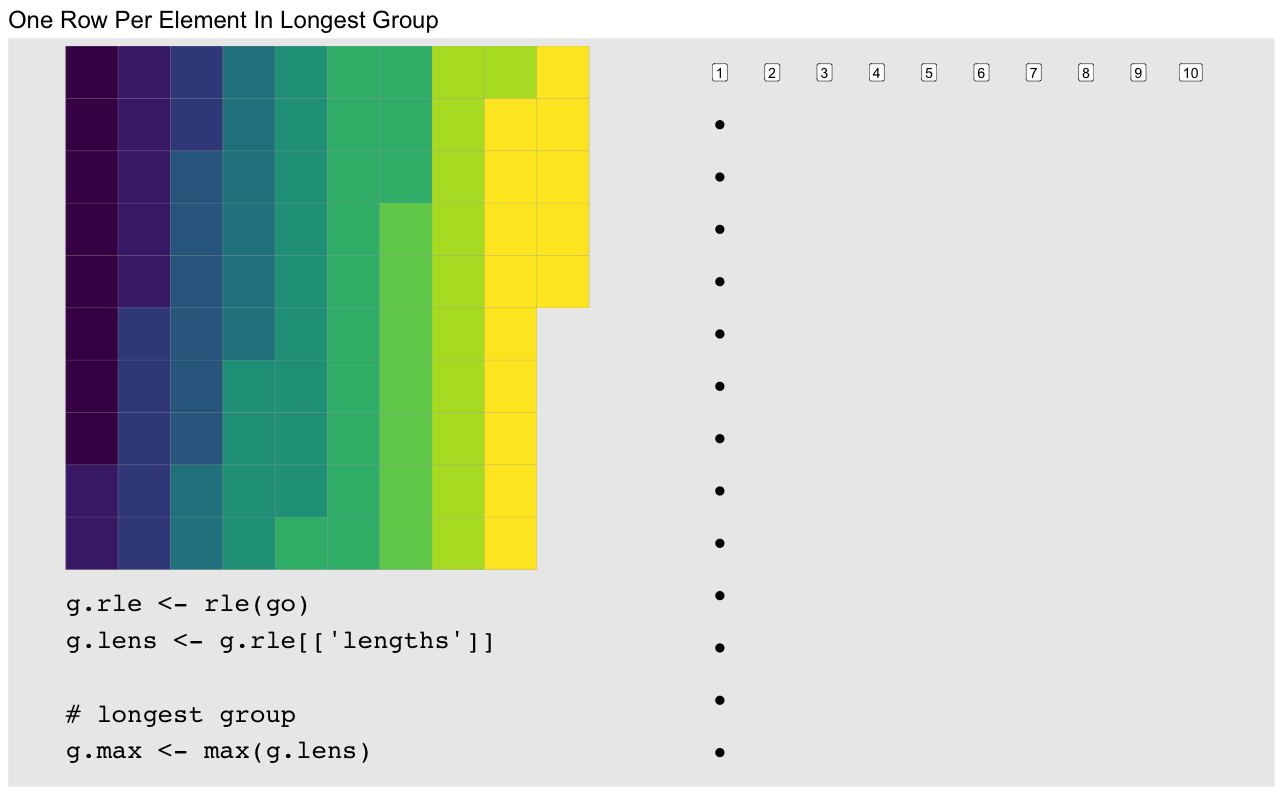 One Row Per Element In Longest Group
1 2 3 4 5 6 7 8 9 10
g.rle <- rle(go)
g.lens <- g.rle[['lengths']]
# longest group
g.max <- max(g.lens)